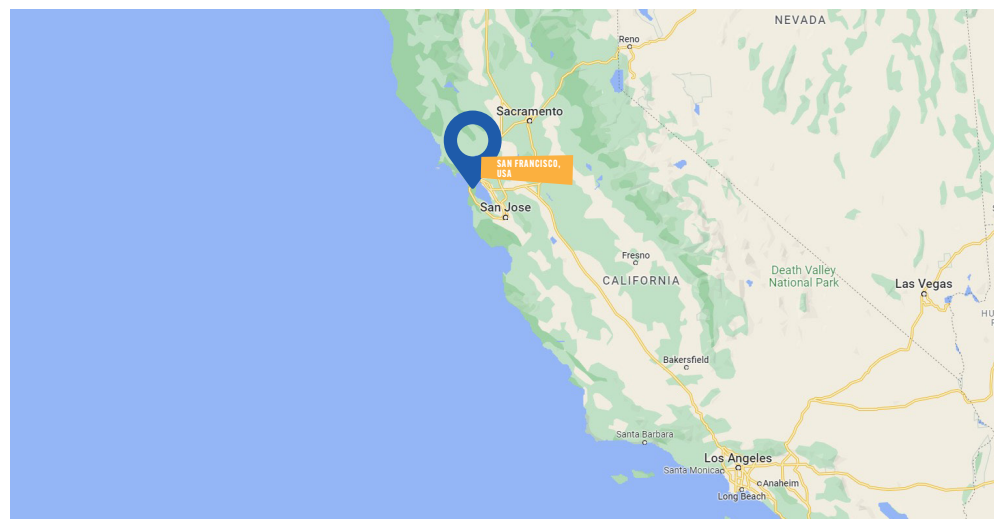 NEVADA
Reno
Sacramento
SAN FRANCISCO,
USA
San Jose
Fresno
CALIFORNIA
Death Valley
National Park
Las Vegas
HU
Bakersfield
Santa Barbara
Los Angeles
Santa Monica
Anaheim
Long Beach